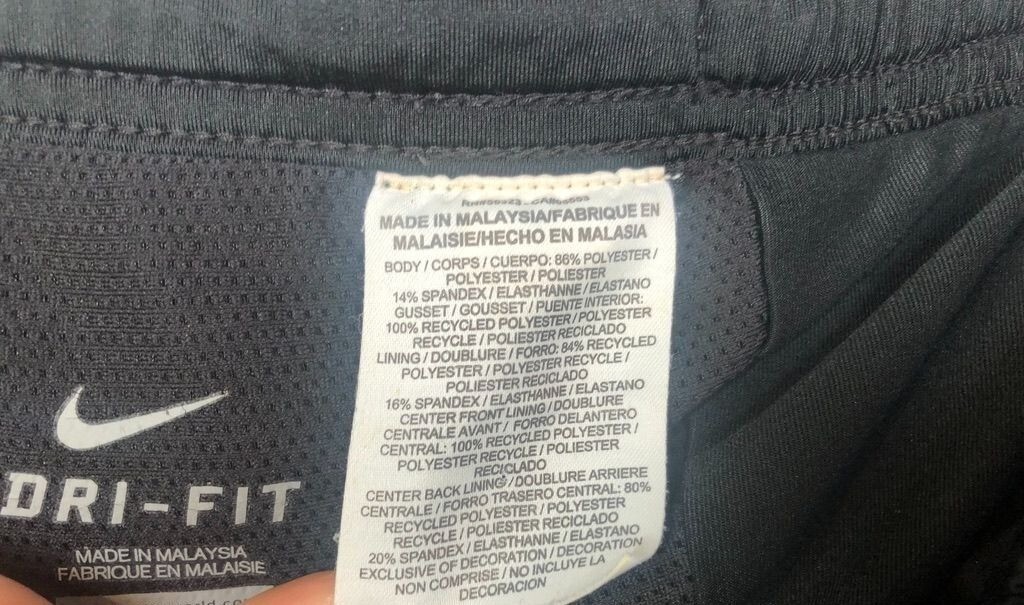 MADE IN MALAYSIA/FABRIQUE EN
MALAISIE/HECHO EN MALASIA
BODY / CORPS / CUERPO: 86% POLYESTER /
POLYESTER / POLIESTER
14% SPANDEX / ELASTHANNE / ELASTANO
GUSSET / GOUSSET / PUENTE INTERIOR:
100% RECYCLED POLYESTER / POLYESTER
RECYCLE / POLIESTER RECICLADO
LINING / DOUBLURE / FORRO: 84% RECYCLED
POLYESTER / POLYESTER RECYCLE /
POLIESTER RECICLADO
16% SPANDEX / ELASTHANNE / ELASTANO
CENTER FRONT LINING / DOUBLURE
CENTRALE AVANT / FORRO DELANTERO
CENTRAL: 100% RECYCLED POLYESTER /
POLYESTER RECYCLE / POLIESTER
RECICLADO
CENTER BACK LINING / DOUBLURE ARRIERE
CENTRALE / FORRO TRASERO CENTRAL: 80%
RECYCLED POLYESTER / POLYESTER
RECYCLE / POLIESTER RECICLADO
20% SPANDEX / ELASTHANNE / ELASTANO
EXCLUSIVE OF DECORATION / DECORATION
NON COMPRISE / NO INCLUYE LA
DECORACION
DRI-FIT
MADE IN MALAYSIA
FABRIQUE EN MALAISIE